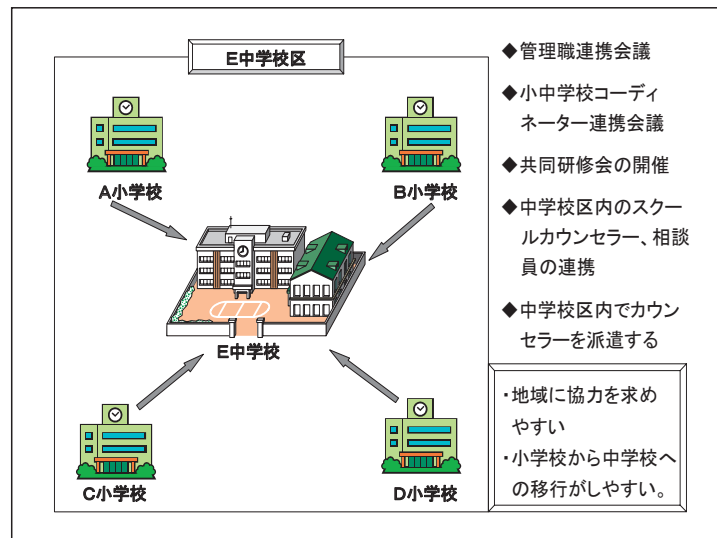 E中学校区
A小学校
B小学校
E中学校
C小学校
D小学校
◆管理職連携会議
◆小中学校コーディ
ネーター連携会議
◆共同研修会の開催
◆中学校区内のスクー
ルカウンセラー、相談
員の連携
◆中学校区内でカウン
セラーを派遣する
・地域に協力を求め
やすい
・小学校から中学校へ
の移行がしやすい。